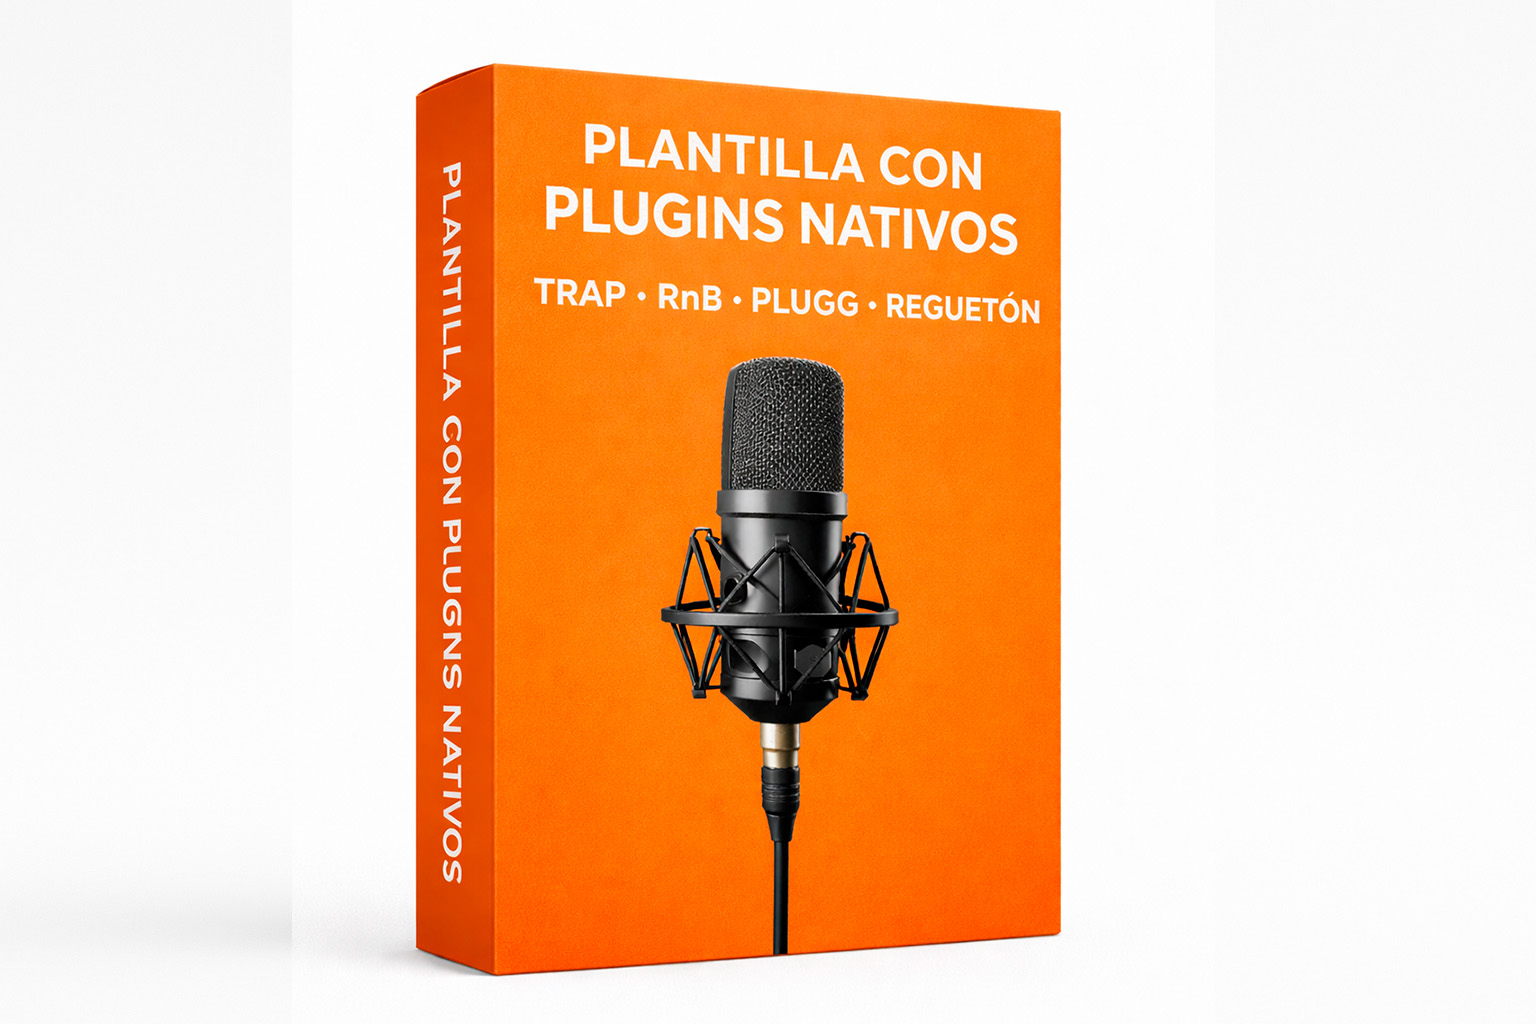 PLANTILLA CON
PLUGINS NATIVOS
TRAP • RnB • PLUGG • REGUETÓN
PLANTILLA CON PLUGNS NATIVOS